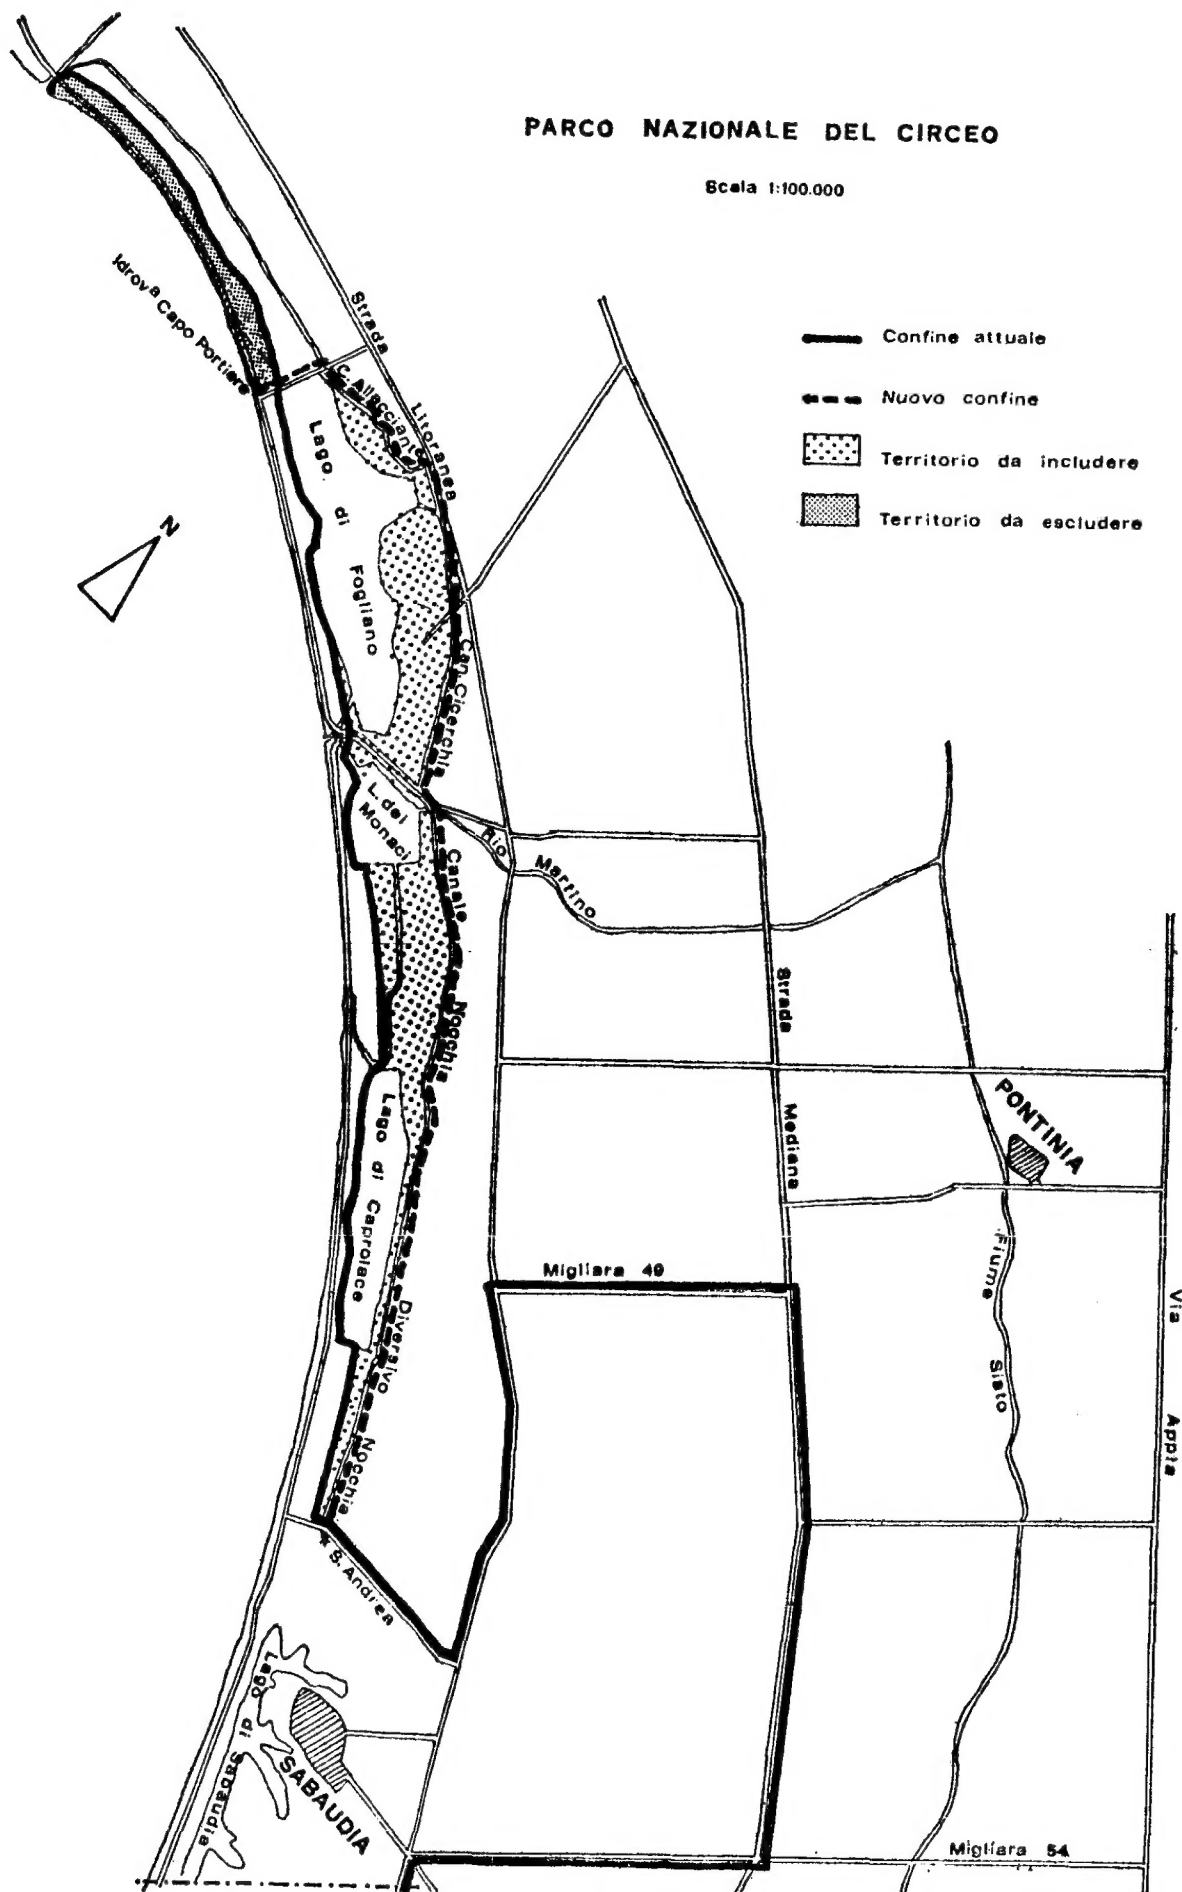 PARCO NAZIONALE DEL CIRCEO
Scala 1:100.000
Confine attuale
Nuovo confine
Territorio da includere
Territorio da escludere
N
Idrova Capo Portiere
Strada
Litoranea
C. Allacciante
Lago di Fogliano
Can. Cicerchia
L. dei
Monaci
Rio Martino
Canale Nocchia
Strada Mediana
PONTINIA
Lago di Caprolace
Migliara 49
Fiume Sisto
Via Appia
Diversivo Nocchia
S. Andrea
Lago di Sabaudia
SABAUDIA
Migliara 54